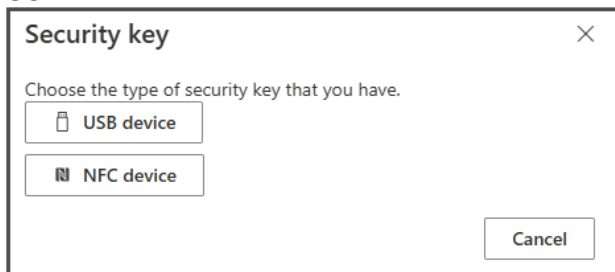 Security key
Choose the type of security key that you have.
USB device
NFC device
Cancel